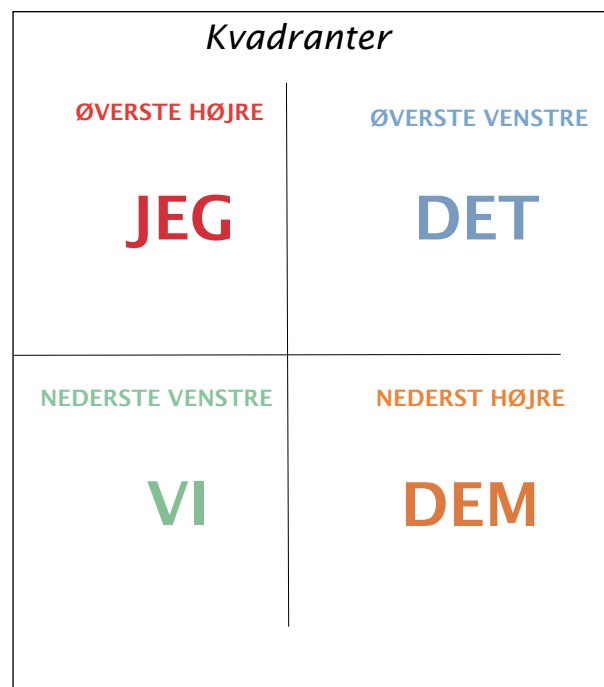 Kvadranter
ØVERSTE HØJRE
JEG
ØVERSTE VENSTRE
DET
NEDERSTE VENSTRE
VI
NEDERST HØJRE
DEM